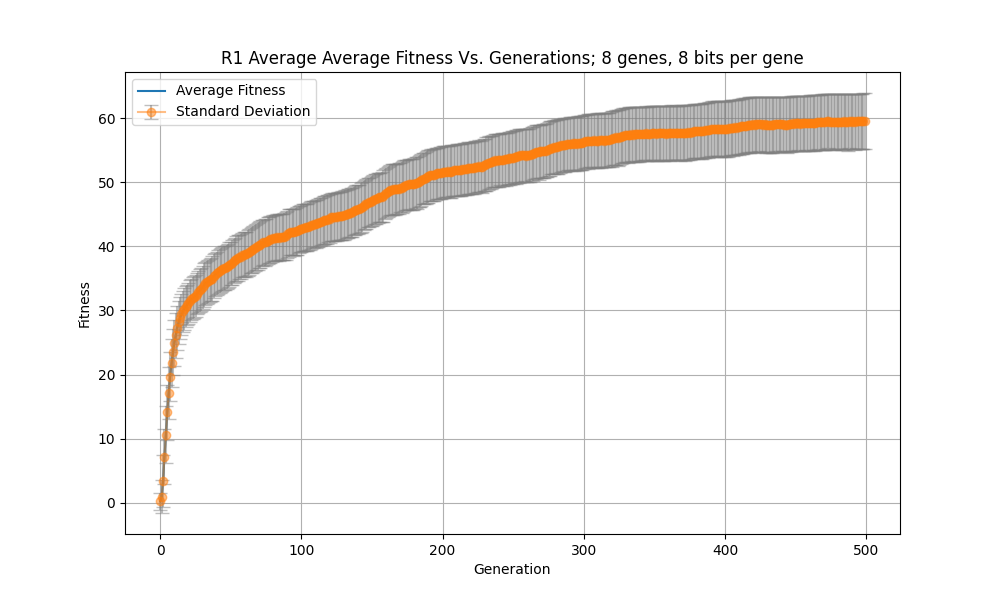 R1 Average Average Fitness Vs. Generations; 8 genes, 8 bits per gene
Average Fitness
Standard Deviation
60
50
40
30
20
10
0
Fitness
0 100 200 300 400 500
Generation